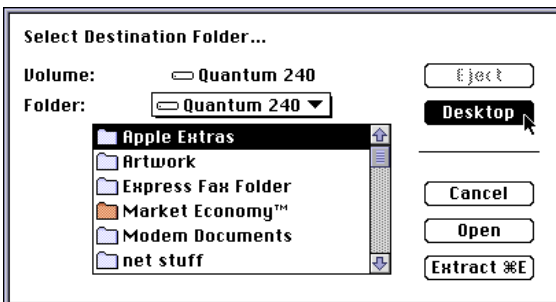 Select Destination Folder...
Volume: Quantum 240
Eject
Folder: Quantum 240
Desktop
Apple Extras
Artwork
Express Fax Folder
Market Economy™
Modem Documents
net stuff
Cancel
Open
Extract ⌘E